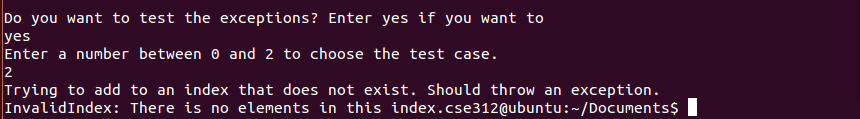 Do you want to test the exceptions? Enter yes if you want to
yes
Enter a number between 0 and 2 to choose the test case.
2
Trying to add to an index that does not exist. Should throw an exception.
InvalidIndex: There is no elements in this index.cse312@ubuntu:~/Documents$